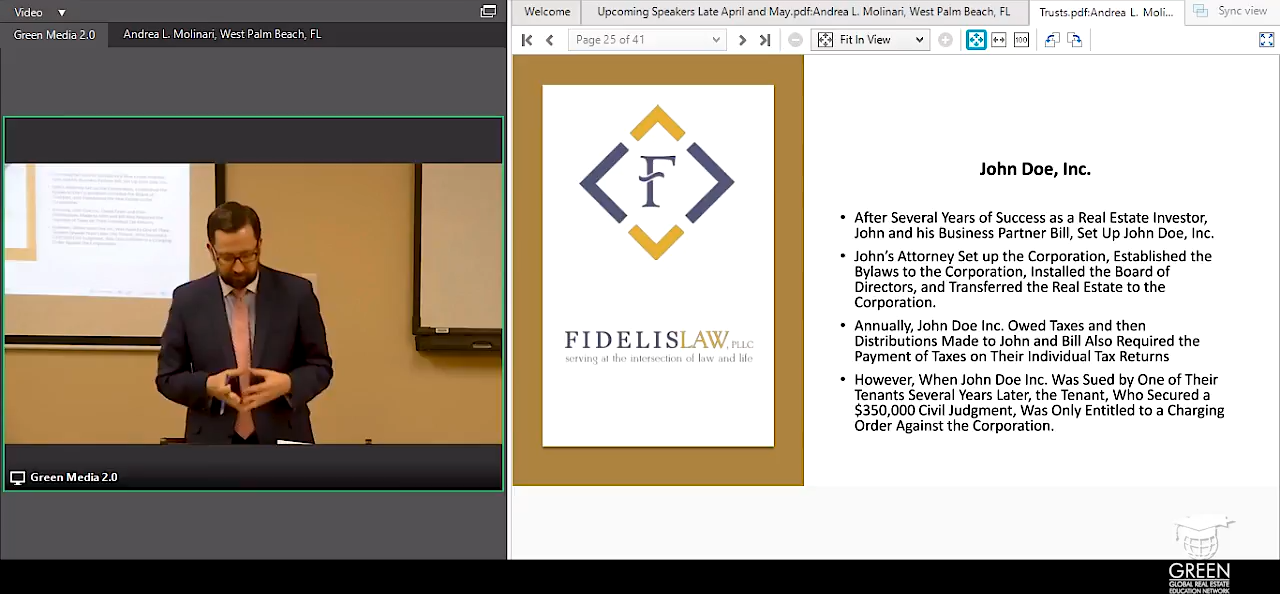 Video
Green Media 2.0
Andrea L. Molinari, West Palm Beach, FL
Green Media 2.0
Welcome
Upcoming Speakers Late April and May.pdf:Andrea L. Molinari, West Palm Beach, FL
Trusts.pdf:Andrea L. Moli...
Sync view
Page 25 of 41
Fit In View
100
F
FIDELISLAW, PLLC
serving at the intersection of law and life
John Doe, Inc.
• After Several Years of Success as a Real Estate Investor,
John and his Business Partner Bill, Set Up John Doe, Inc.
• John’s Attorney Set up the Corporation, Established the
Bylaws to the Corporation, Installed the Board of
Directors, and Transferred the Real Estate to the
Corporation.
• Annually, John Doe Inc. Owed Taxes and then
Distributions Made to John and Bill Also Required the
Payment of Taxes on Their Individual Tax Returns
• However, When John Doe Inc. Was Sued by One of Their
Tenants Several Years Later, the Tenant, Who Secured a
$350,000 Civil Judgment, Was Only Entitled to a Charging
Order Against the Corporation.
GREEN
GLOBAL REAL ESTATE
EDUCATION NETWORK